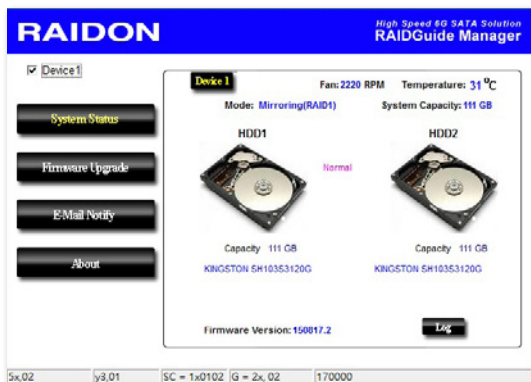 RAIDON
High Speed 6G SATA Solution
RAIDGuide Manager
Device1
System Status
Firmware Upgrade
E-Mail Notify
About
Device 1
Fan: 2220 RPM Temperature: 31 °C
Mode: Mirroring(RAID1) System Capacity: 111 GB
HDD1 HDD2
Normal
Capacity 111 GB Capacity 111 GB
KINGSTON SH103S3120G KINGSTON SH103S3120G
Firmware Version: 150817.2 Log
5x,02 y3,01 SC = 1x0102 G = 2x, 02 170000